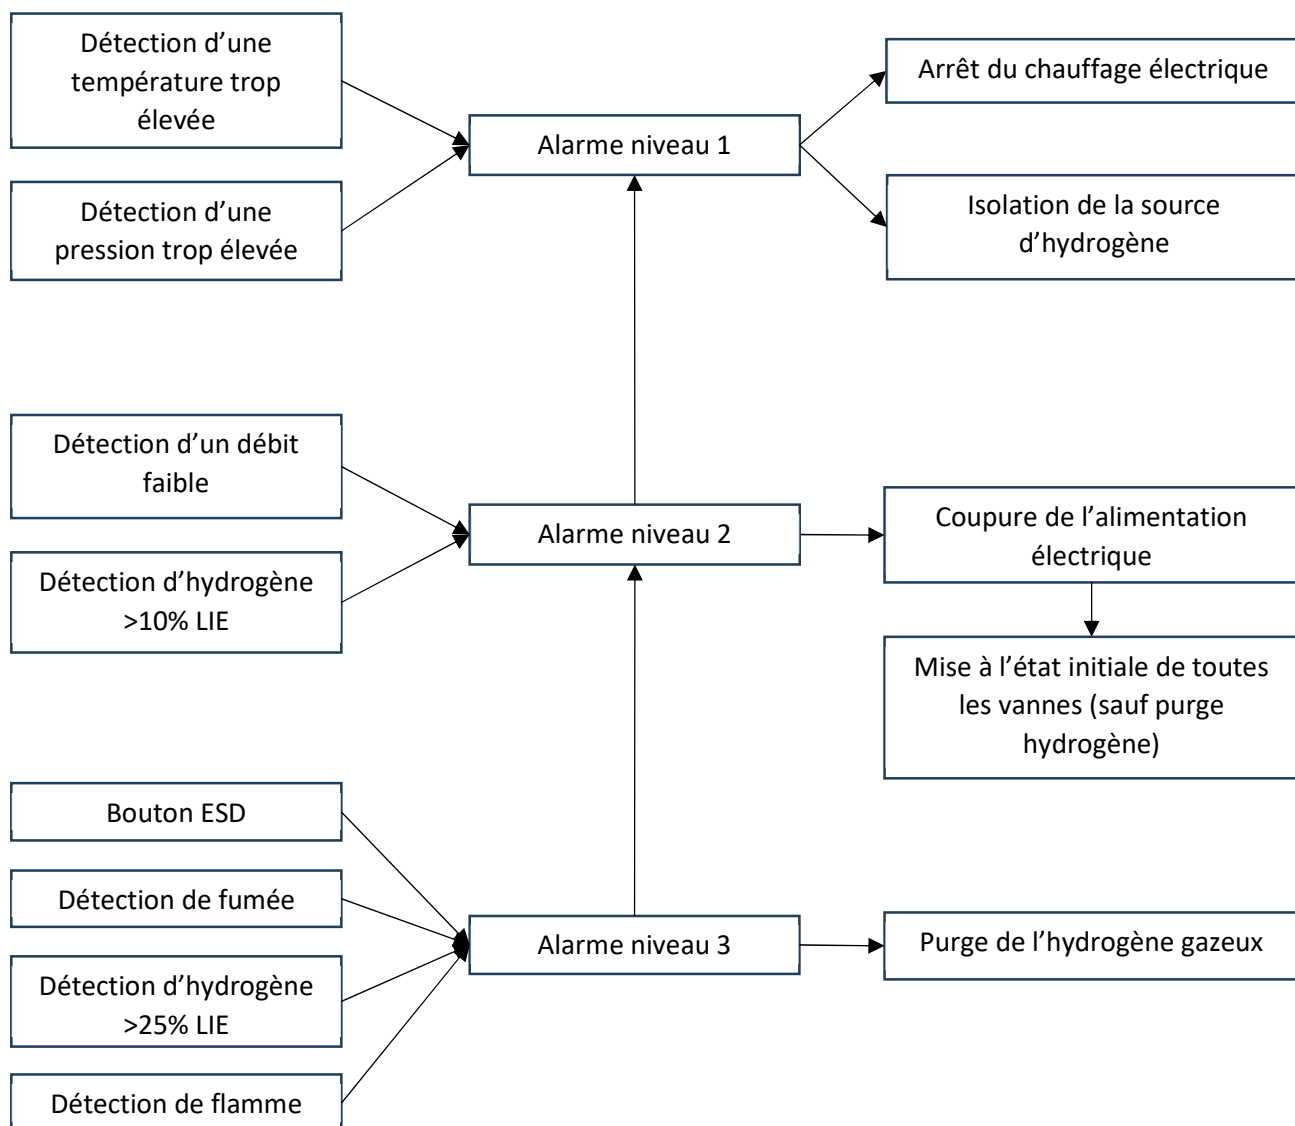 Détection d’une
température trop
élevée
Détection d’une
pression trop élevée
Alarme niveau 1
Arrêt du chauffage électrique
Isolation de la source
d’hydrogène
Détection d’un débit
faible
Détection d’hydrogène
>10% LIE
Alarme niveau 2
Coupure de l’alimentation
électrique
Mise à l’état initiale de toutes
les vannes (sauf purge
hydrogène)
Bouton ESD
Détection de fumée
Détection d’hydrogène
>25% LIE
Détection de flamme
Alarme niveau 3
Purge de l’hydrogène gazeux